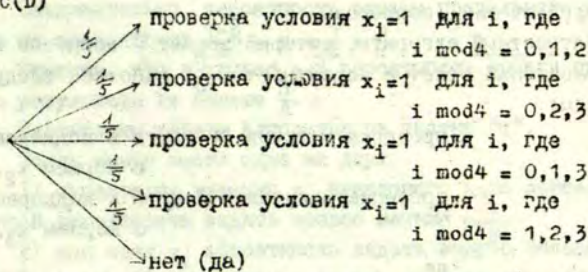 C(D)
1/5 проверка условия x_i=1 для i, где
i mod4 = 0,1,2
1/5 проверка условия x_i=1 для i, где
i mod4 = 0,2,3
1/5 проверка условия x_i=1 для i, где
i mod4 = 0,1,3
1/5 проверка условия x_i=1 для i, где
i mod4 = 1,2,3
1/5 нет (да)